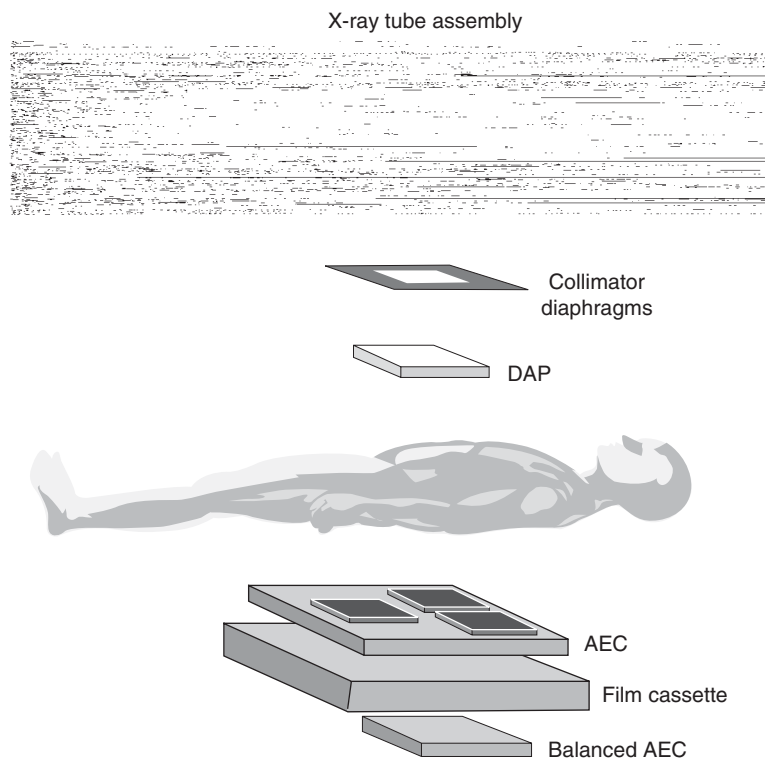 X-ray tube assembly
Collimator
diaphragms
DAP
AEC
Film cassette
Balanced AEC